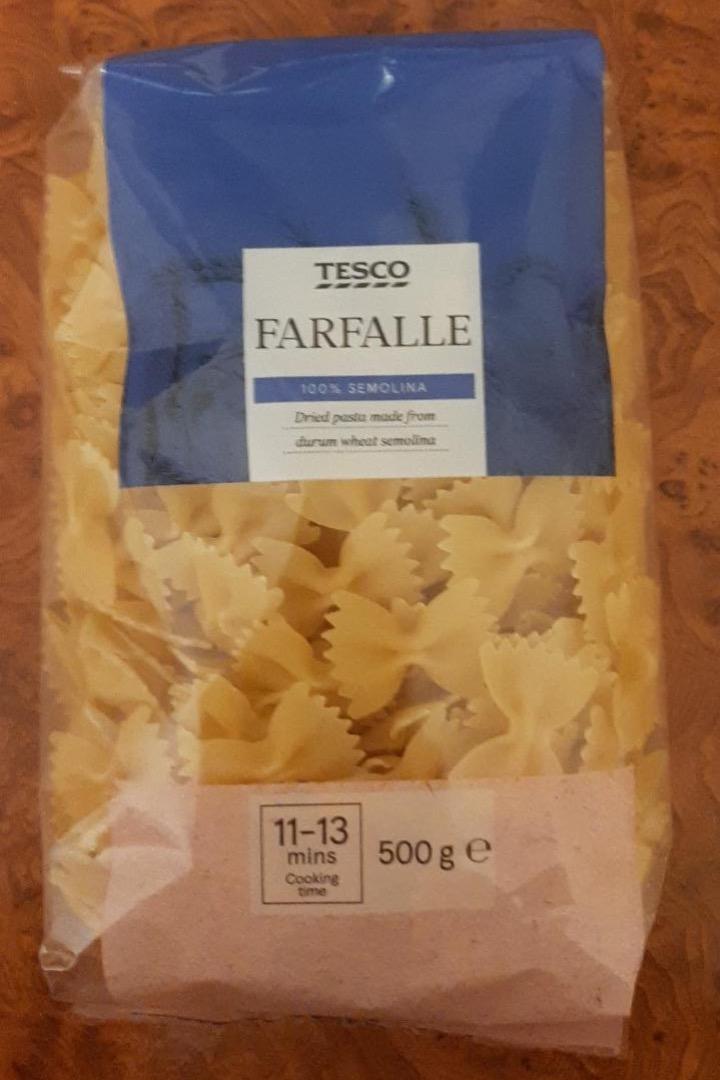 TESCO
FARFALLE
100% SEMOLINA
Dried pasta made from
durum wheat semolina
11-13
mins
Cooking
time
500 g ℮